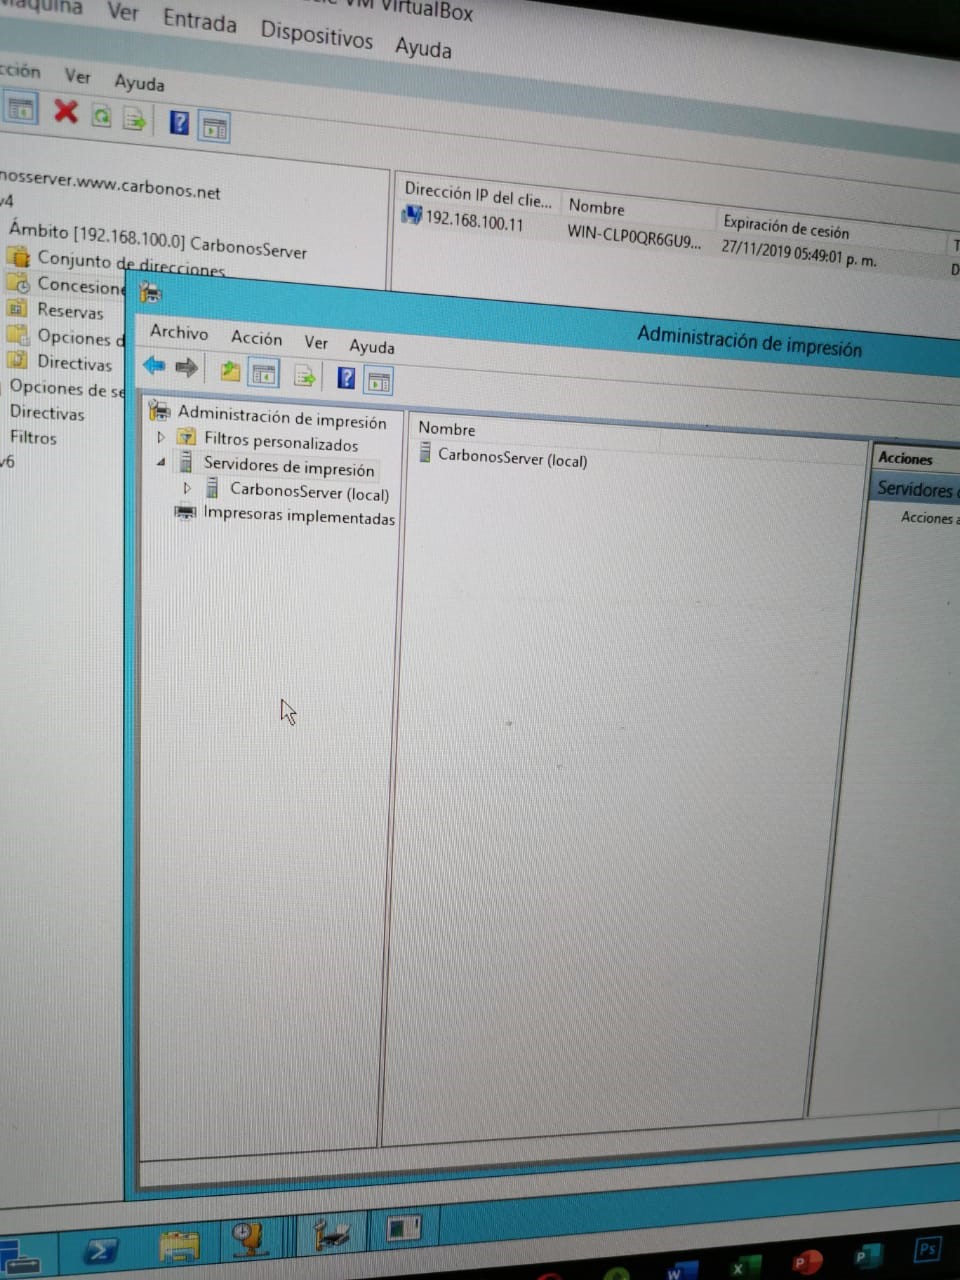 VM VirtualBox
Ver Entrada Dispositivos Ayuda
Ver Ayuda
Dirección IP del clie... Nombre Expiración de cesión
192.168.100.11 WIN-CLP0QR6GU9... 27/11/2019 05:49:01 p. m.
nosserver.www.carbonos.net
v4
Ámbito [192.168.100.0] CarbonosServer
Conjunto de direcciones
Concesione
Reservas
Opciones d
Directivas
Opciones de se
Directivas
Filtros
v6
Administración de impresión
Archivo Acción Ver Ayuda
Administración de impresión
Filtros personalizados
Servidores de impresión
CarbonosServer (local)
Impresoras implementadas
Nombre
CarbonosServer (local)
Acciones
Servidores
Acciones a
Ps